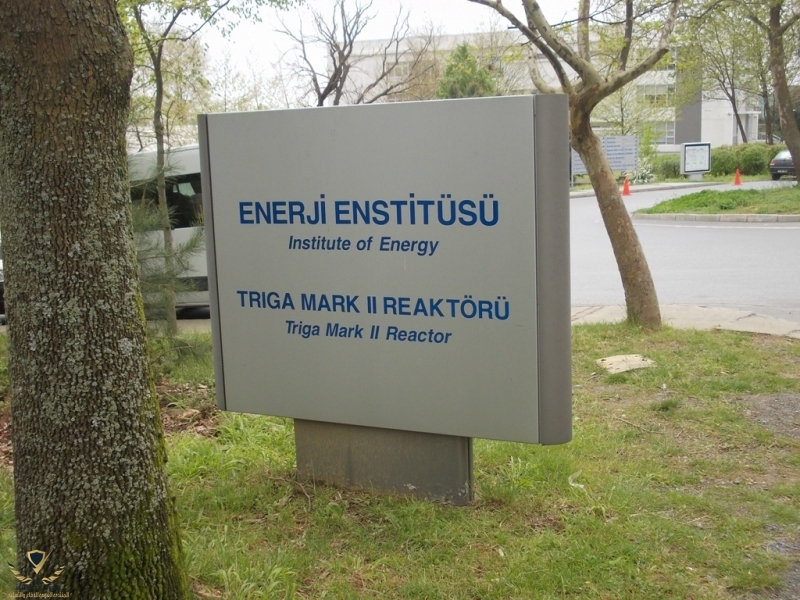 ENERJİ ENSTİTÜSÜ
Institute of Energy
TRIGA MARK II REAKTÖRÜ
Triga Mark II Reactor